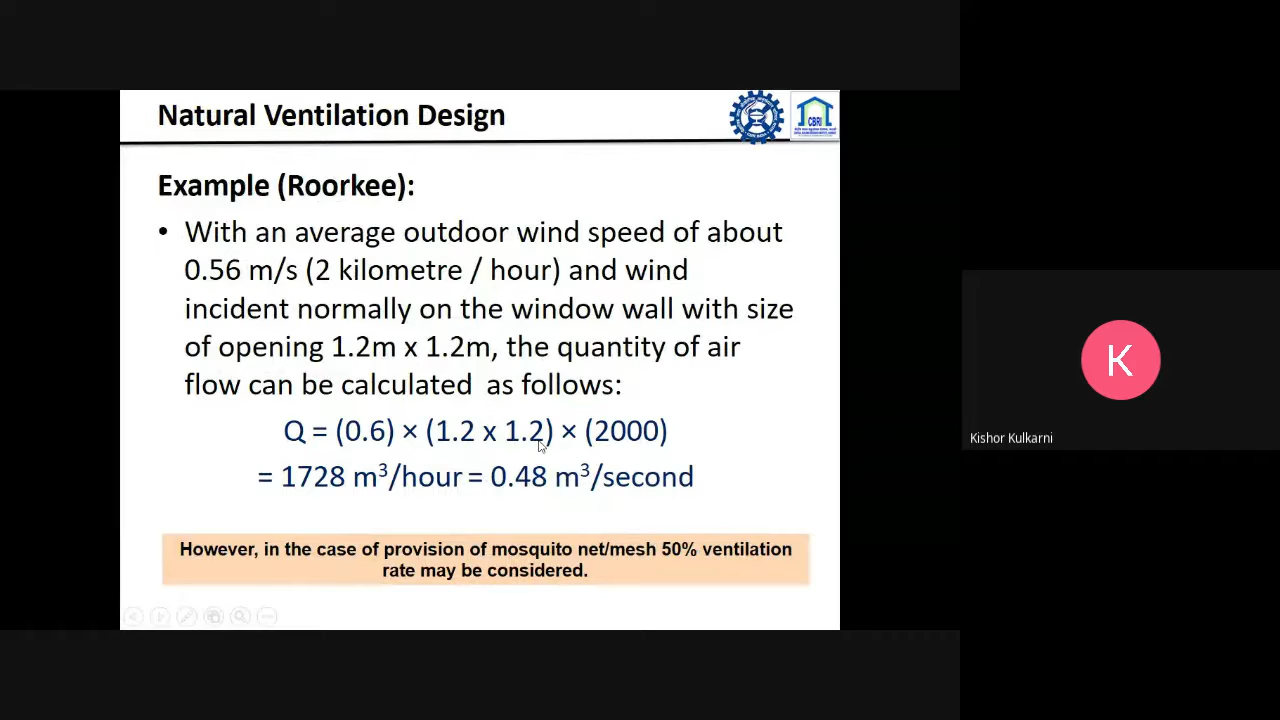 Natural Ventilation Design
CBRI
Example (Roorkee):
• With an average outdoor wind speed of about
0.56 m/s (2 kilometre / hour) and wind
incident normally on the window wall with size
of opening 1.2m x 1.2m, the quantity of air
flow can be calculated as follows:
Q = (0.6) × (1.2 x 1.2) × (2000)
= 1728 m³/hour = 0.48 m³/second
However, in the case of provision of mosquito net/mesh 50% ventilation
rate may be considered.
K
Kishor Kulkarni